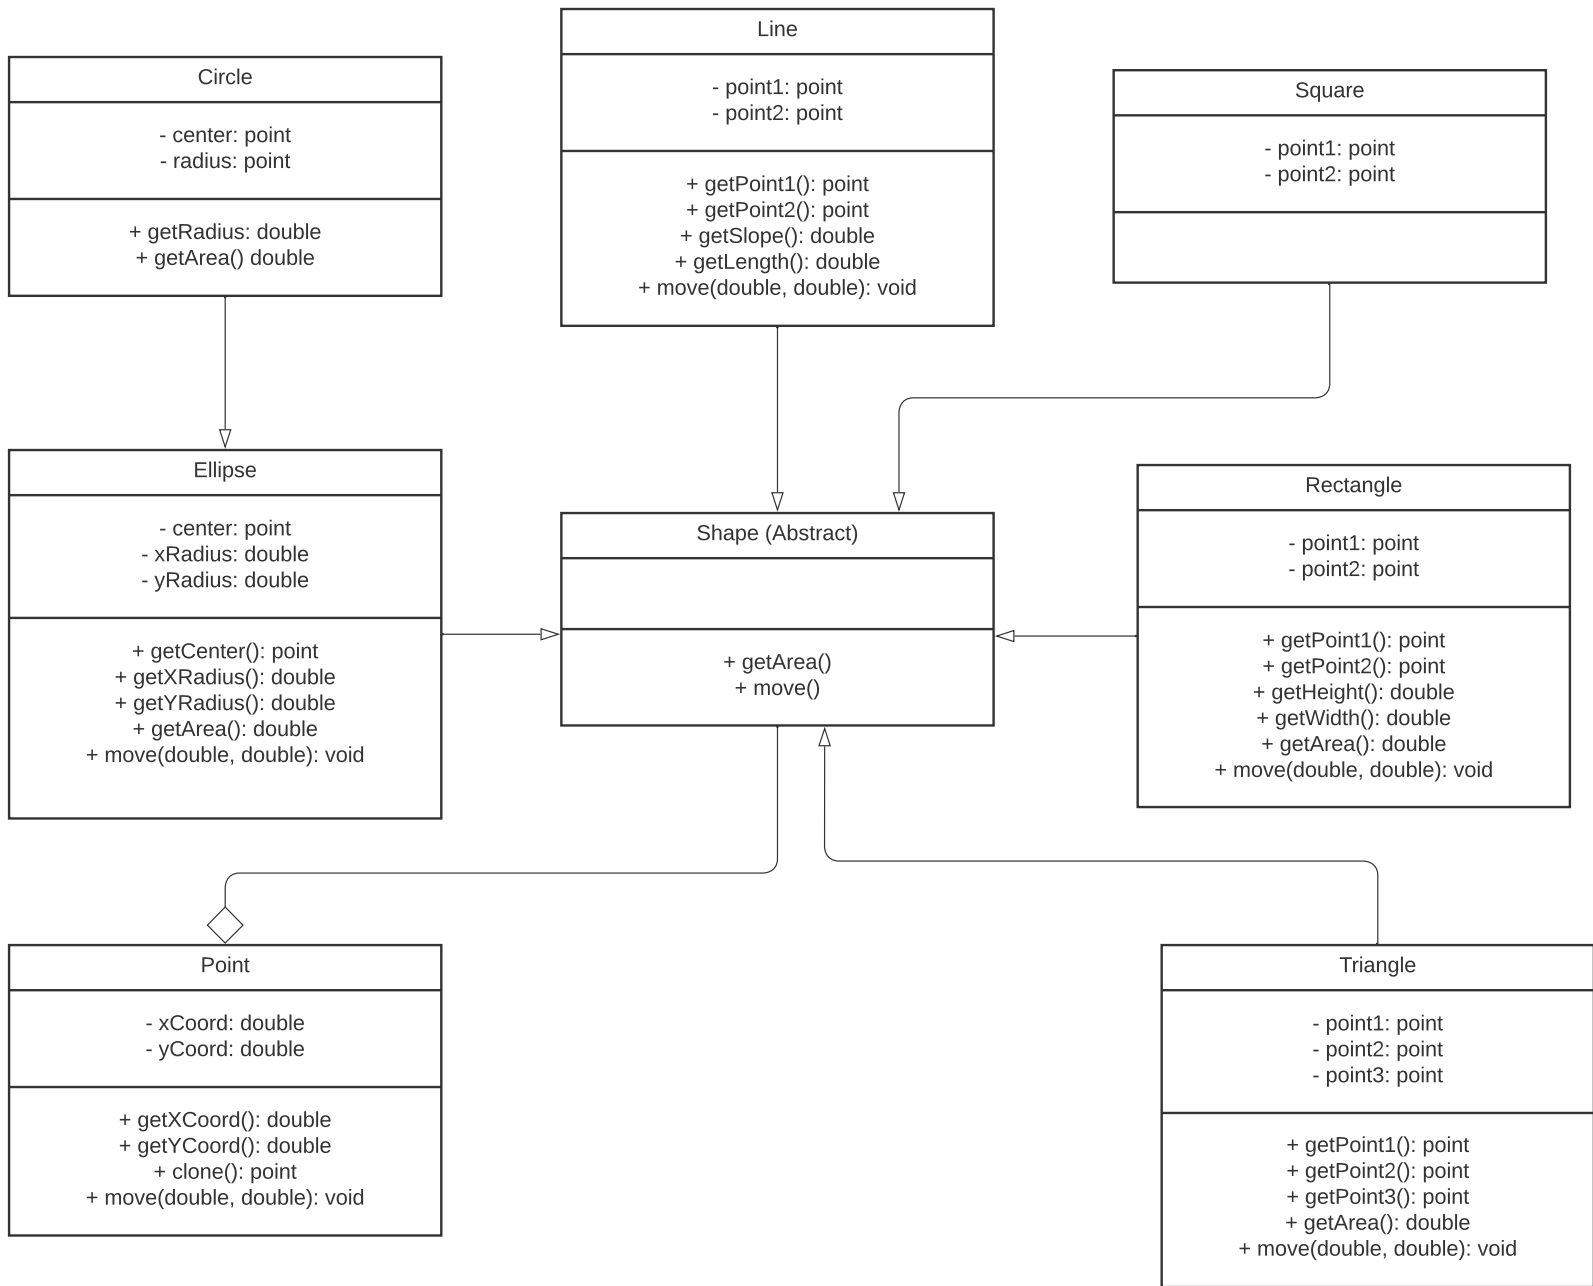 Circle
- center: point
- radius: point
+ getRadius: double
+ getArea() double
Line
- point1: point
- point2: point
+ getPoint1(): point
+ getPoint2(): point
+ getSlope(): double
+ getLength(): double
+ move(double, double): void
Square
- point1: point
- point2: point
Ellipse
- center: point
- xRadius: double
- yRadius: double
+ getCenter(): point
+ getXRadius(): double
+ getYRadius(): double
+ getArea(): double
+ move(double, double): void
Shape (Abstract)
+ getArea()
+ move()
Rectangle
- point1: point
- point2: point
+ getPoint1(): point
+ getPoint2(): point
+ getHeight(): double
+ getWidth(): double
+ getArea(): double
+ move(double, double): void
Point
- xCoord: double
- yCoord: double
+ getXCoord(): double
+ getYCoord(): double
+ clone(): point
+ move(double, double): void
Triangle
- point1: point
- point2: point
- point3: point
+ getPoint1(): point
+ getPoint2(): point
+ getPoint3(): point
+ getArea(): double
+ move(double, double): void